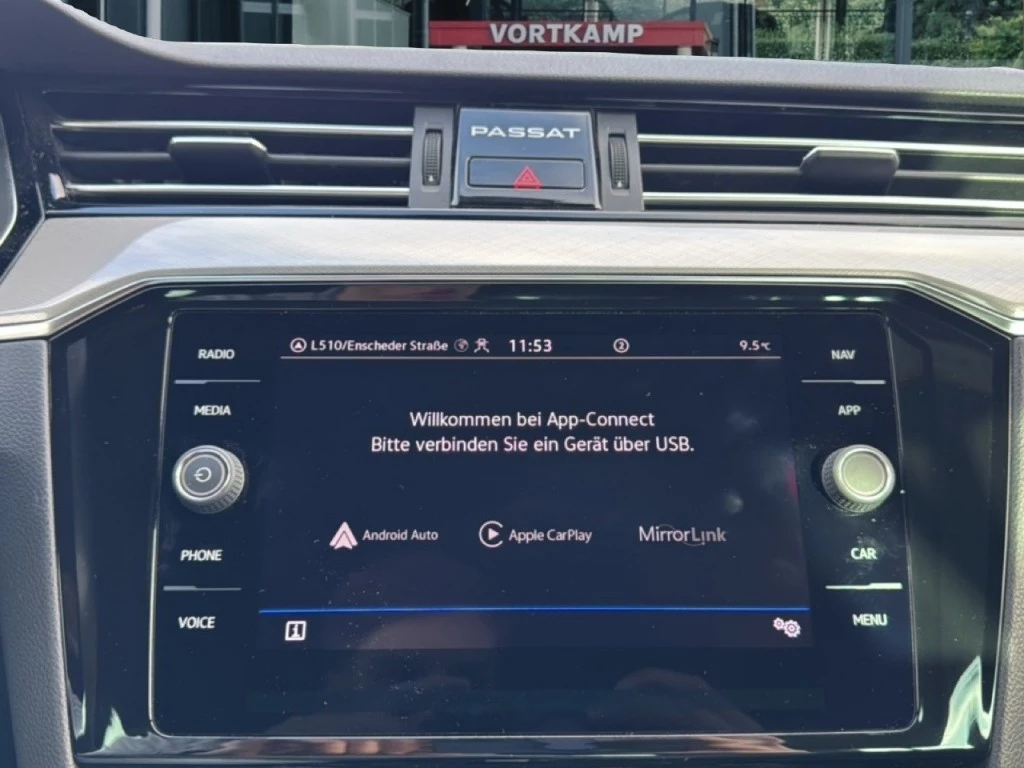 VORTKAMP
PASSAT
RADIO
MEDIA
PHONE
VOICE
L510/Enscheder Straße 11:53 2 9.5°C
Willkommen bei App-Connect
Bitte verbinden Sie ein Gerät über USB.
Android Auto Apple CarPlay MirrorLink
i
NAV
APP
CAR
MENU